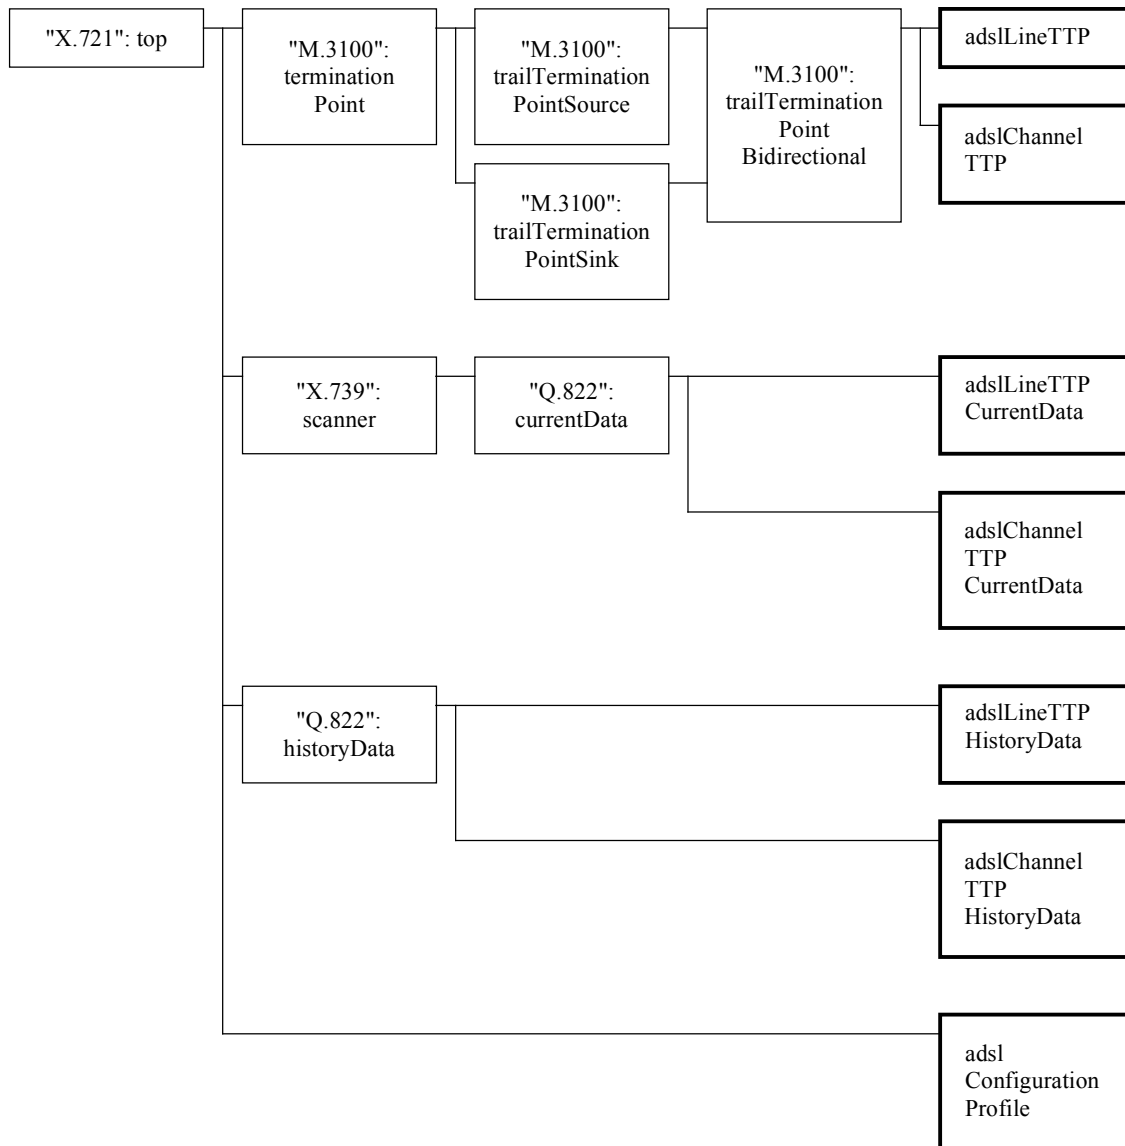 "X.721": top
"M.3100":
termination
Point
"M.3100":
trailTermination
PointSource
"M.3100":
trailTermination
Point
Bidirectional
adslLineTTP
adslChannel
TTP
"M.3100":
trailTermination
PointSink
"X.739":
scanner
"Q.822":
currentData
adslLineTTP
CurrentData
adslChannel
TTP
CurrentData
"Q.822":
historyData
adslLineTTP
HistoryData
adslChannel
TTP
HistoryData
adsl
Configuration
Profile